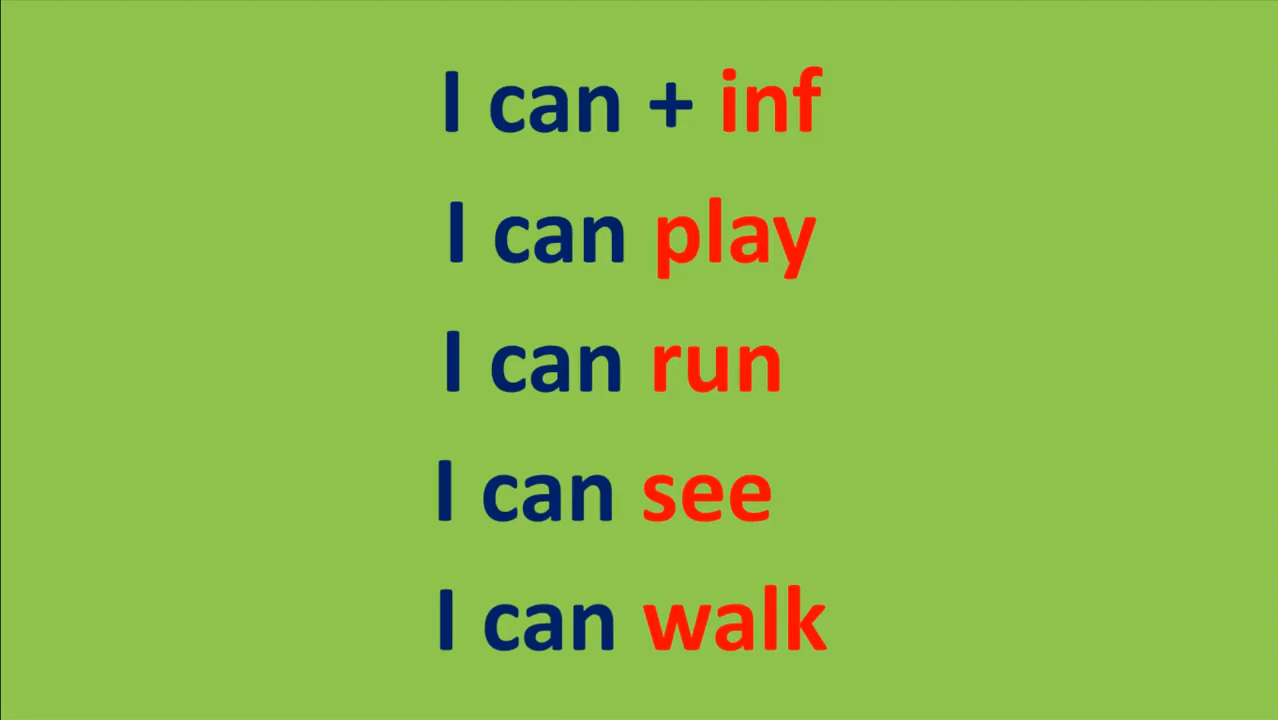 I can + inf
I can play
I can run
I can see
I can walk